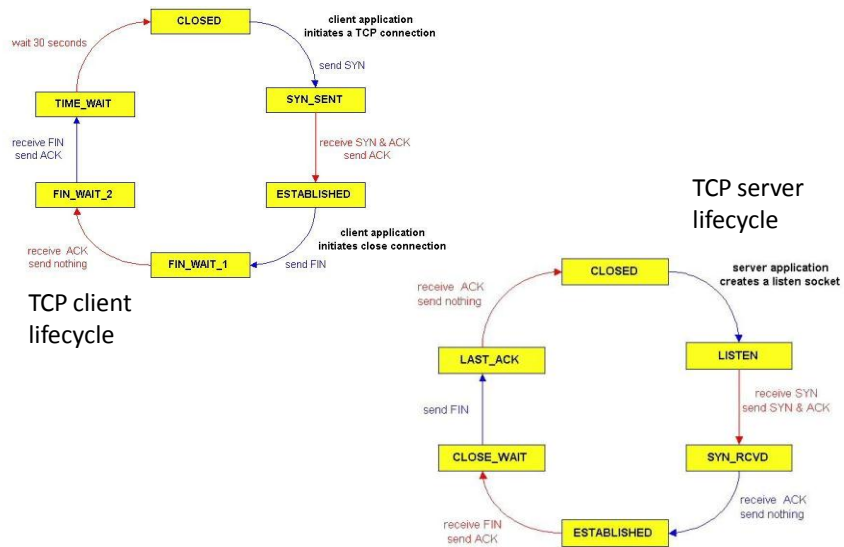 CLOSED
client application
initiates a TCP connection
wait 30 seconds
send SYN
TIME_WAIT
SYN_SENT
receive FIN
send ACK
receive SYN & ACK
send ACK
FIN_WAIT_2
ESTABLISHED
client application
initiates close connection
receive ACK
send nothing
FIN_WAIT_1
send FIN
TCP client
lifecycle
TCP server
lifecycle
CLOSED
server application
creates a listen socket
receive ACK
send nothing
LAST_ACK
LISTEN
receive SYN
send SYN & ACK
send FIN
CLOSE_WAIT
SYN_RCVD
receive ACK
send nothing
receive FIN
send ACK
ESTABLISHED